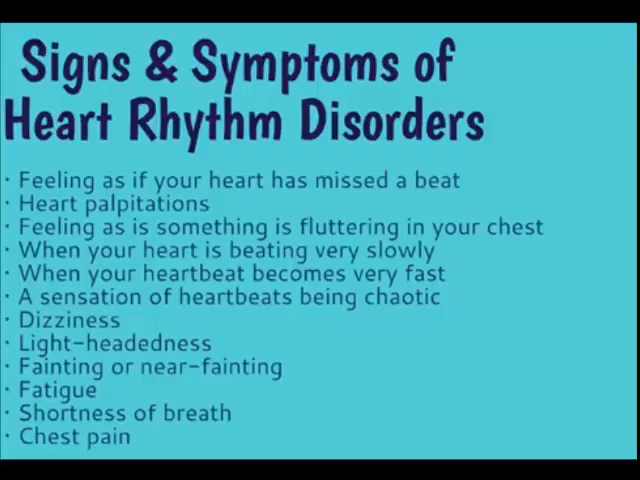 Signs & Symptoms of
Heart Rhythm Disorders
· Feeling as if your heart has missed a beat
· Heart palpitations
· Feeling as is something is fluttering in your chest
· When your heart is beating very slowly
· When your heartbeat becomes very fast
· A sensation of heartbeats being chaotic
· Dizziness
· Light-headedness
· Fainting or near-fainting
· Fatigue
· Shortness of breath
· Chest pain